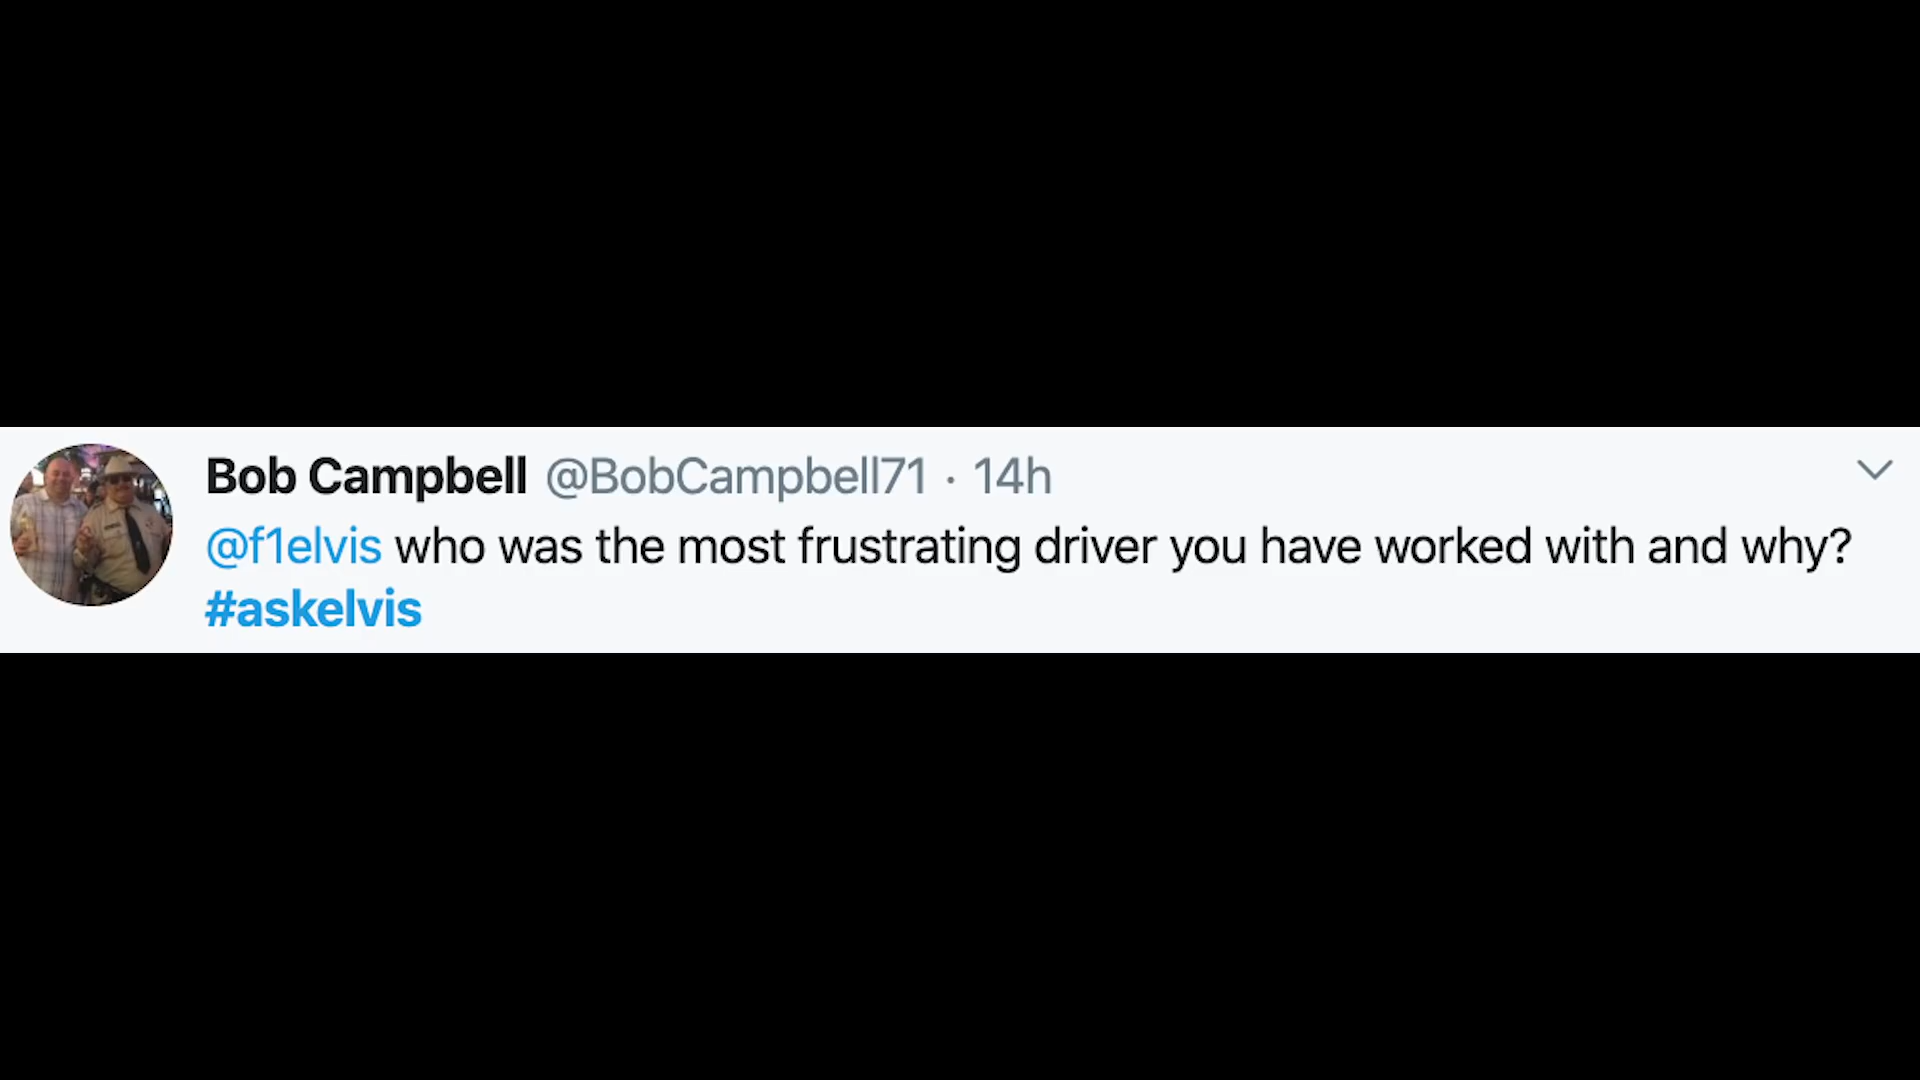 Bob Campbell @BobCampbell71 · 14h
@f1elvis who was the most frustrating driver you have worked with and why?
#askelvis